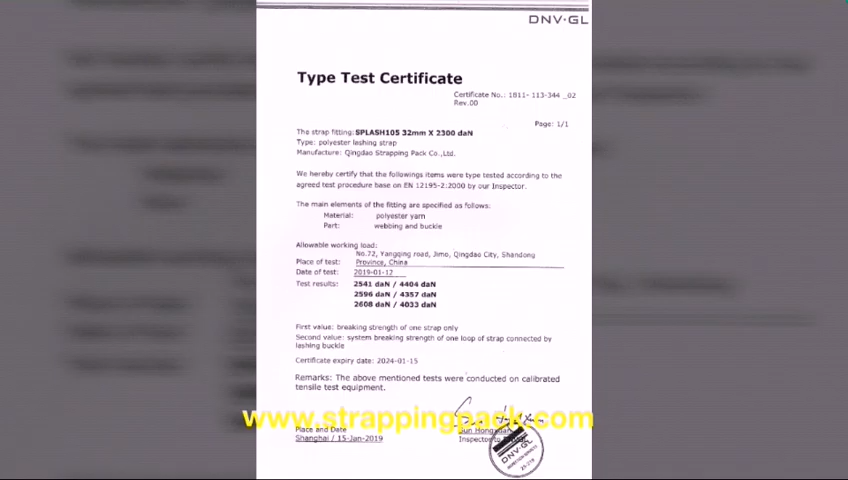 DNV·GL
Type Test Certificate
Certificate No.: 1811- 113-344 _02
Rev.00
Page: 1/1
The strap fitting: SPLASH105 32mm X 2300 daN
Type: polyester lashing strap
Manufacture: Qingdao Strapping Pack Co.,Ltd.
We hereby certify that the followings items were type tested according to the
agreed test procedure base on EN 12195-2:2000 by our Inspector.
The main elements of the fitting are specified as follows:
Material: polyester yarn
Part: webbing and buckle
Allowable working load:
No.72, Yangqing road, Jimo, Qingdao City, Shandong
Place of test: Province, China
Date of test: 2019-01-12
Test results: 2541 daN / 4404 daN
2596 daN / 4357 daN
2608 daN / 4033 daN
First value: breaking strength of one strap only
Second value: system breaking strength of one loop of strap connected by
lashing buckle
Certificate expiry date: 2024-01-15
Remarks: The above mentioned tests were conducted on calibrated
tensile test equipment.
www.strappingpack.com
Place and Date
Shanghai / 15-Jan-2019
Inspector to
DNV·GL